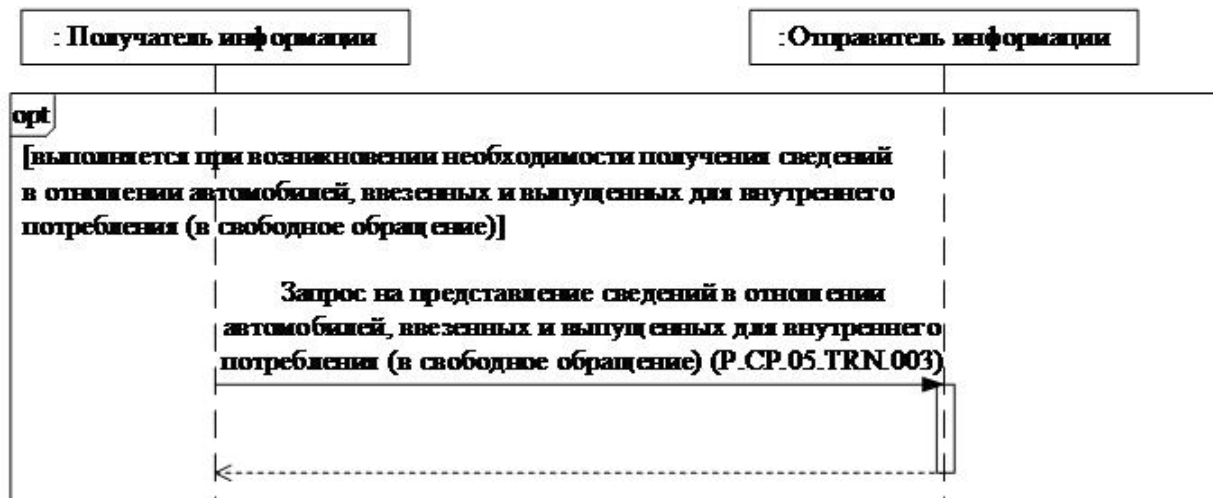 : Получатель информации
:Отправитель информации
opt
[выполняется при возникновении необходимости получения сведений
в отношении автомобилей, ввезенных и выпущенных для внутреннего
потребления (в свободное обращение)]
Запрос на представление сведений в отношении
автомобилей, ввезенных и выпущенных для внутреннего
потребления (в свободное обращение) (P.CP.05.TRN.003)